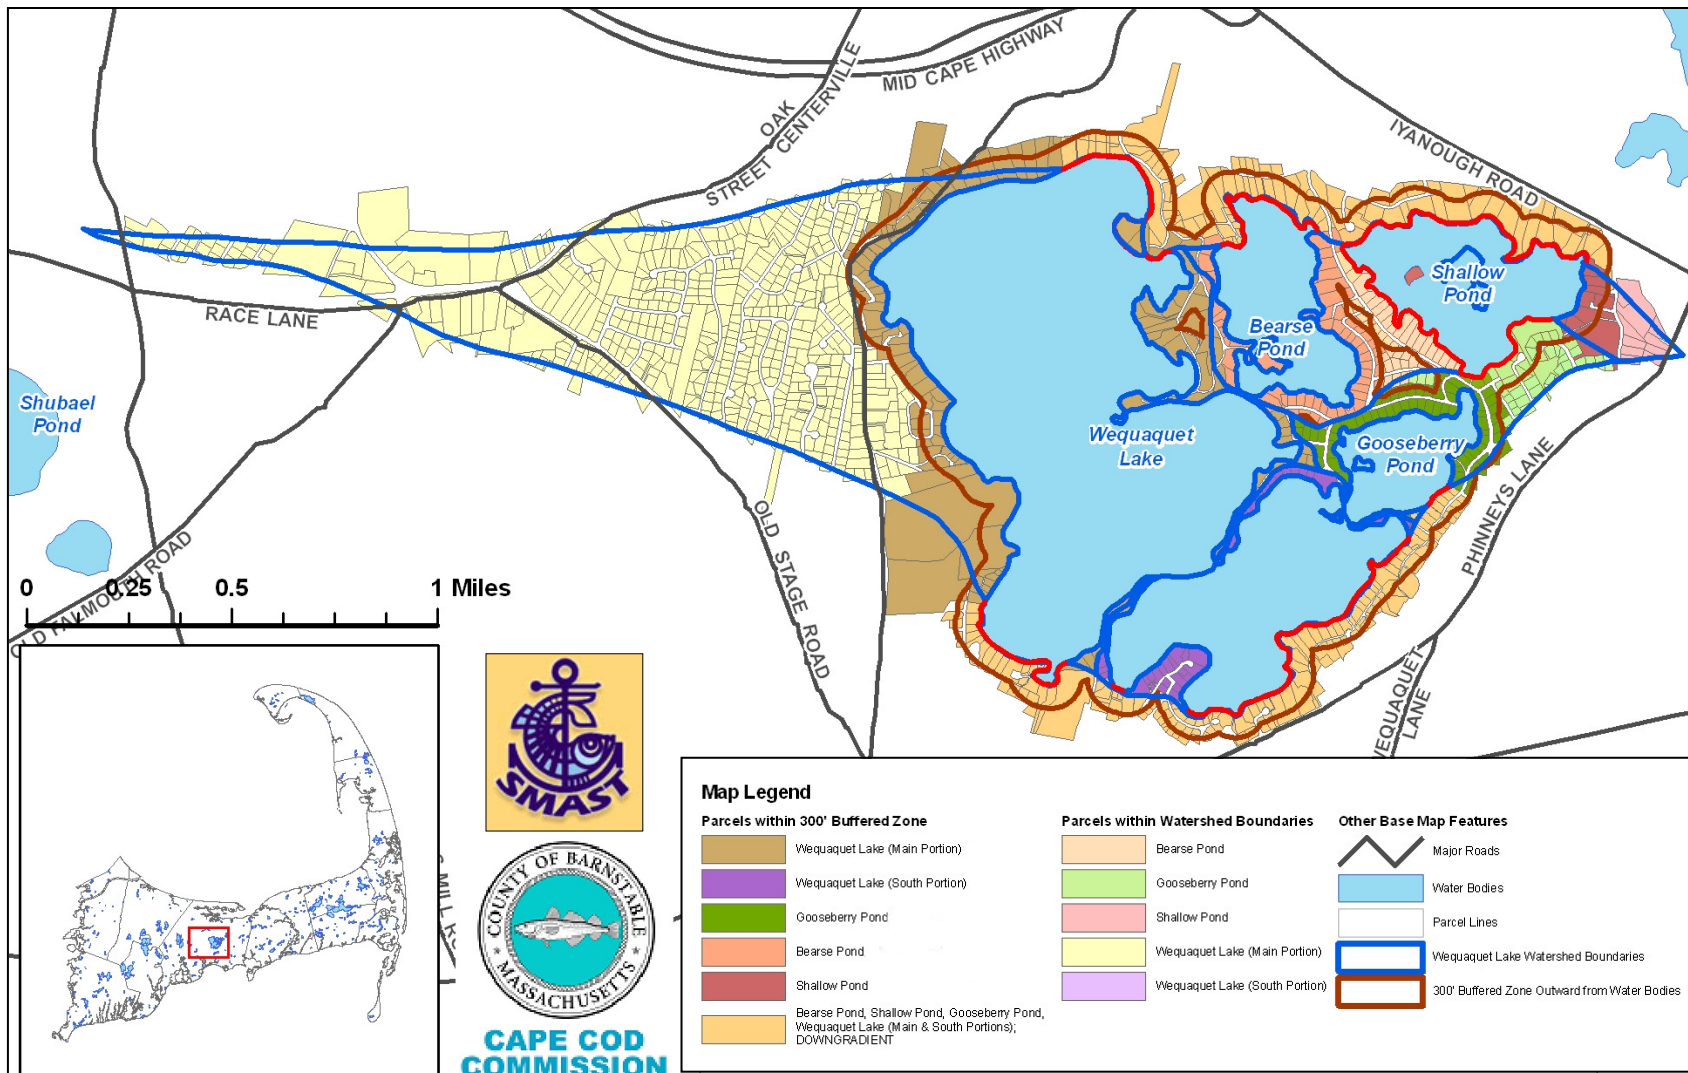 MID CAPE HIGHWAY
OAK
STREET CENTERVILLE
IYANOUGH ROAD
RACE LANE
Shallow
Pond
Bearse
Pond
Shubael
Pond
Wequaquet
Lake
Gooseberry
Pond
PHINNEYS LANE
OLD STAGE ROAD
OLD FALMOUTH ROAD
WEQUAQUET
LANE
0 0.25 0.5 1 Miles
SMAST
COUNTY OF BARNSTABLE
MASSACHUSETTS
CAPE COD
COMMISSION
Map Legend
Parcels within 300' Buffered Zone
Wequaquet Lake (Main Portion)
Wequaquet Lake (South Portion)
Gooseberry Pond
Bearse Pond
Shallow Pond
Bearse Pond, Shallow Pond, Gooseberry Pond,
Wequaquet Lake (Main & South Portions);
DOWNGRADIENT
Parcels within Watershed Boundaries
Bearse Pond
Gooseberry Pond
Shallow Pond
Wequaquet Lake (Main Portion)
Wequaquet Lake (South Portion)
Other Base Map Features
Major Roads
Water Bodies
Parcel Lines
Wequaquet Lake Watershed Boundaries
300' Buffered Zone Outward from Water Bodies